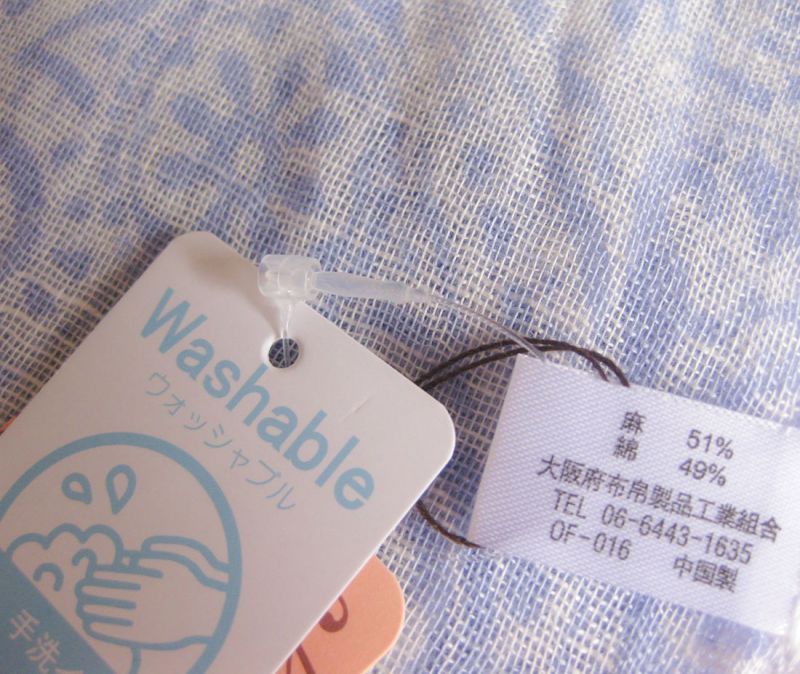 Washable
ウォッシャブル
手洗
麻 51%
綿 49%
大阪府布帛製品工業組合
TEL 06-6443-1635
OF-016 中国製